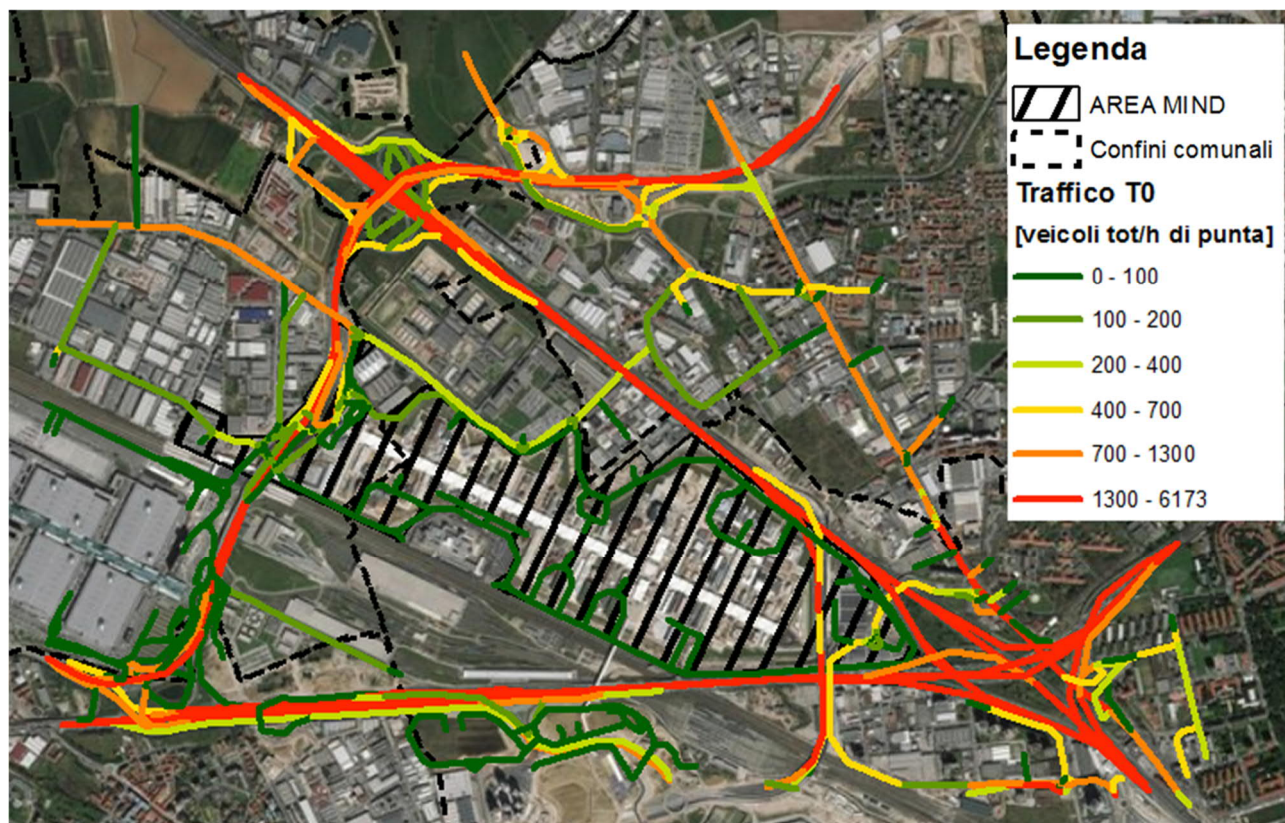 Legenda
AREA MIND
Confini comunali
Traffico T0
[veicoli tot/h di punta]
0 - 100
100 - 200
200 - 400
400 - 700
700 - 1300
1300 - 6173